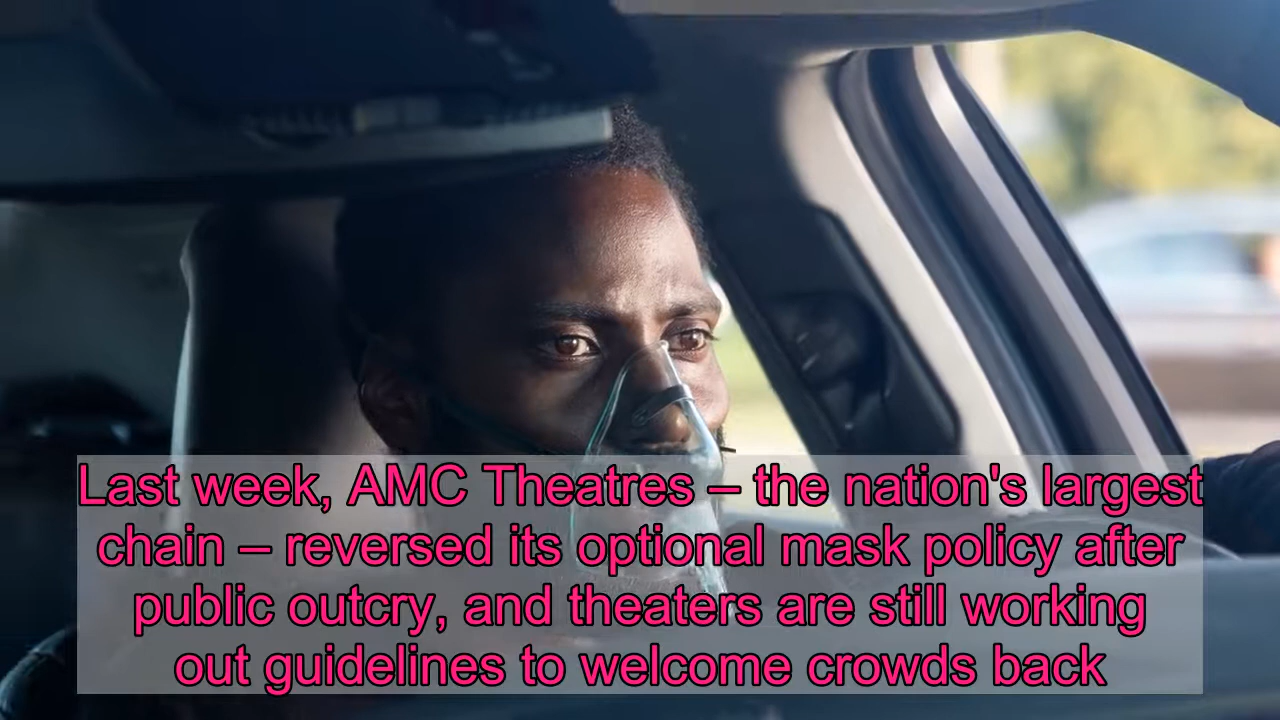 Last week, AMC Theatres – the nation's largest
chain – reversed its optional mask policy after
public outcry, and theaters are still working
out guidelines to welcome crowds back